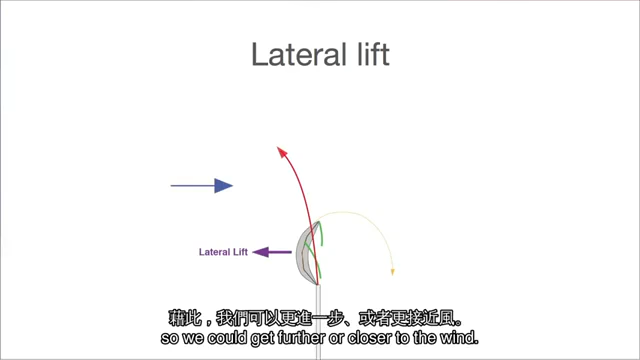 Lateral lift
Lateral Lift
藉此，我們可以更進一步、或者更接近風。
so we could get further or closer to the wind.